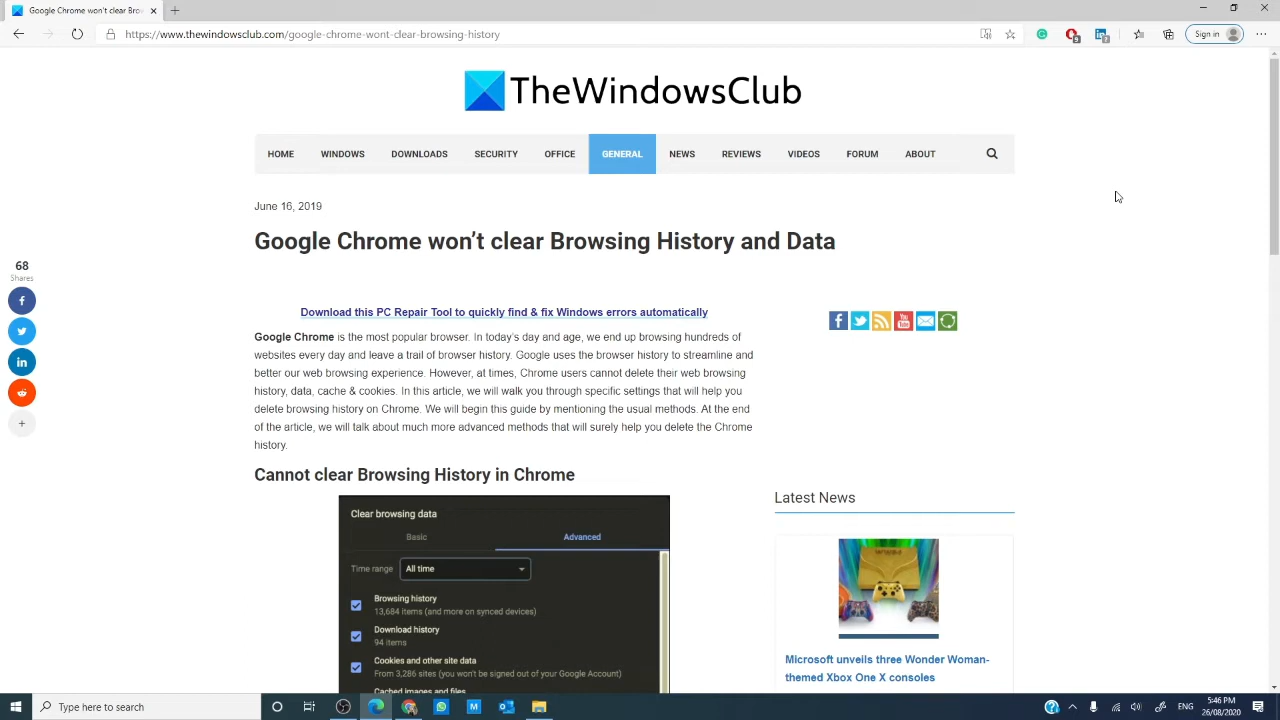 Google Chrome won't clear Brow
https://www.thewindowsclub.com/google-chrome-wont-clear-browsing-history
Sign in
TheWindowsClub
HOME WINDOWS DOWNLOADS SECURITY OFFICE GENERAL NEWS REVIEWS VIDEOS FORUM ABOUT
June 16, 2019
Google Chrome won't clear Browsing History and Data
68
Shares
Download this PC Repair Tool to quickly find & fix Windows errors automatically
Google Chrome is the most popular browser. In today's day and age, we end up browsing hundreds of
websites every day and leave a trail of browser history. Google uses the browser history to streamline and
better our web browsing experience. However, at times, Chrome users cannot delete their web browsing
history, data, cache & cookies. In this article, we will walk you through specific settings that will help you
delete browsing history on Chrome. We will begin this guide by mentioning the usual methods. At the end
of the article, we will talk about much more advanced methods that will surely help you delete the Chrome
history.
Cannot clear Browsing History in Chrome
Clear browsing data
Basic Advanced
Time range All time
Browsing history
13,684 items (and more on synced devices)
Download history
94 items
Cookies and other site data
From 3,286 sites (you won't be signed out of your Google Account)
Cached images and files
Latest News
Microsoft unveils three Wonder Woman-
themed Xbox One X consoles
Type here to search
ENG
5:46 PM
26/08/2020